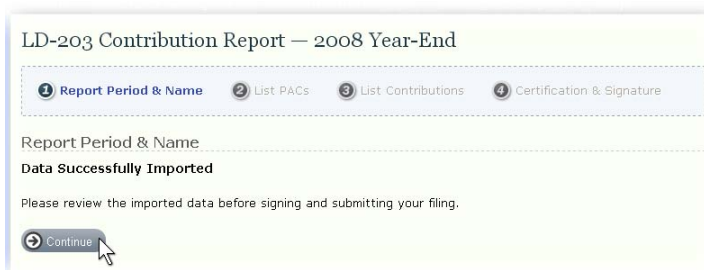 LD-203 Contribution Report — 2008 Year-End
1 Report Period & Name 2 List PACs 3 List Contributions 4 Certification & Signature
Report Period & Name
Data Successfully Imported
Please review the imported data before signing and submitting your filing.
Continue